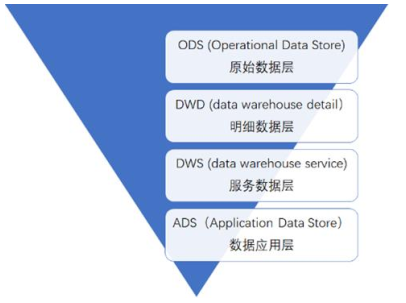 ODS (Operational Data Store)
原始数据层
DWD (data warehouse detail）
明细数据层
DWS (data warehouse service)
服务数据层
ADS（Application Data Store）
数据应用层